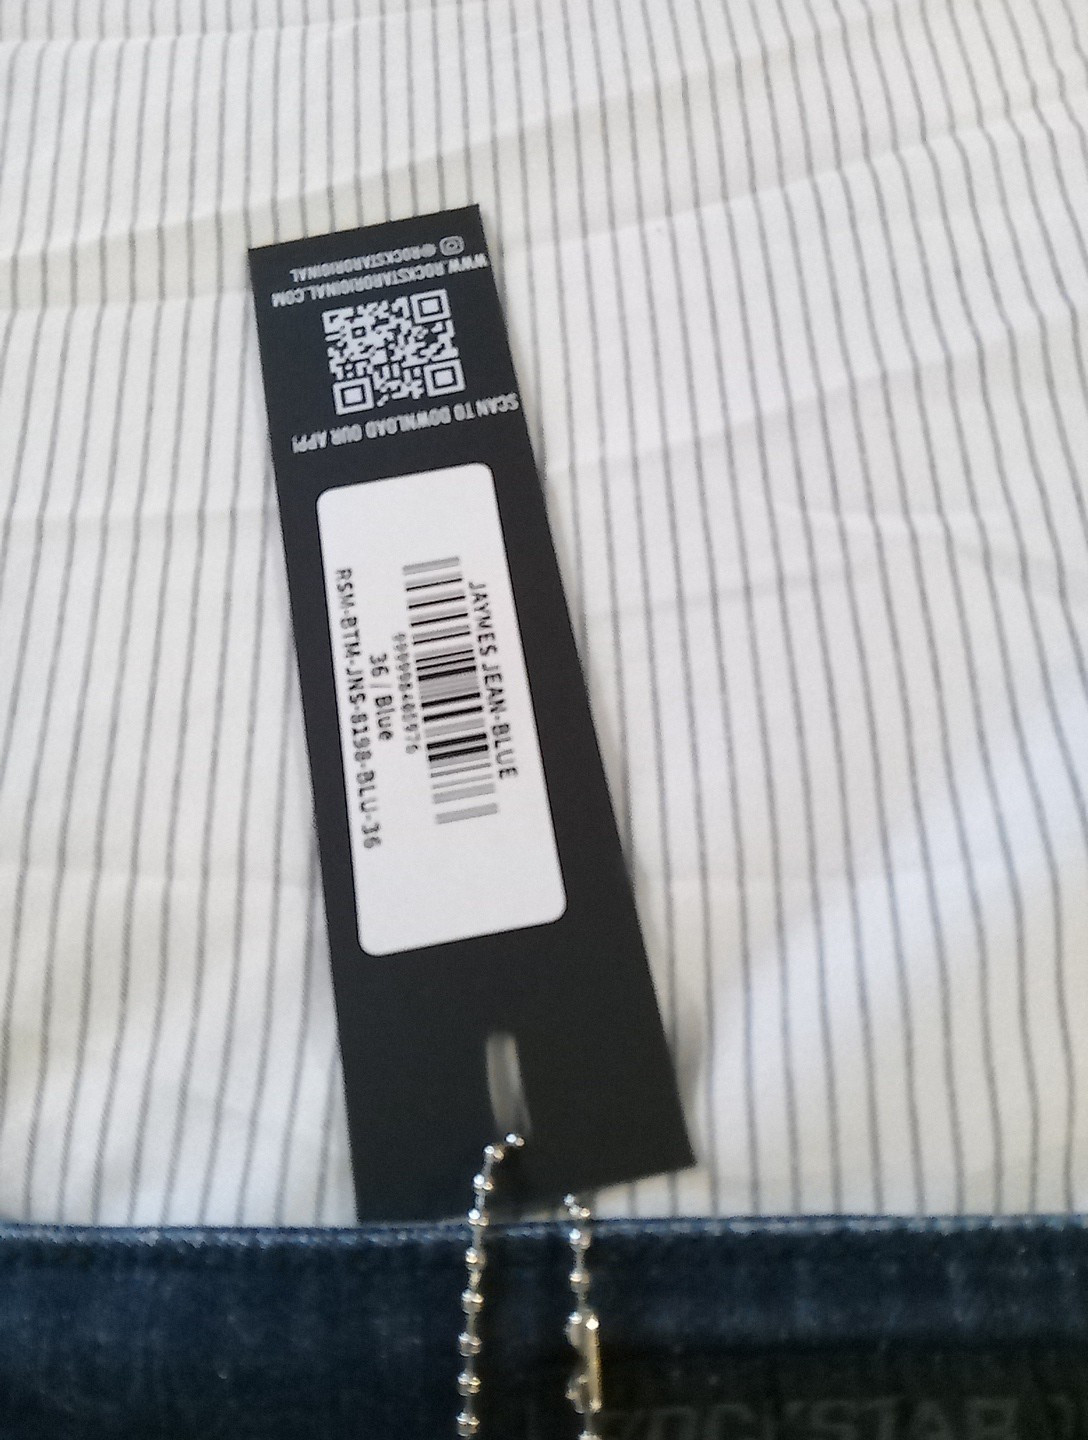 @ROCKSTARORIGINAL
WWW.ROCKSTARORIGINAL.COM
SCAN TO DOWNLOAD OUR APP!
JAYMES JEAN-BLUE
36 / Blue
RSM-BTM-JNS-8198-BLU-36
ROCKSTAR